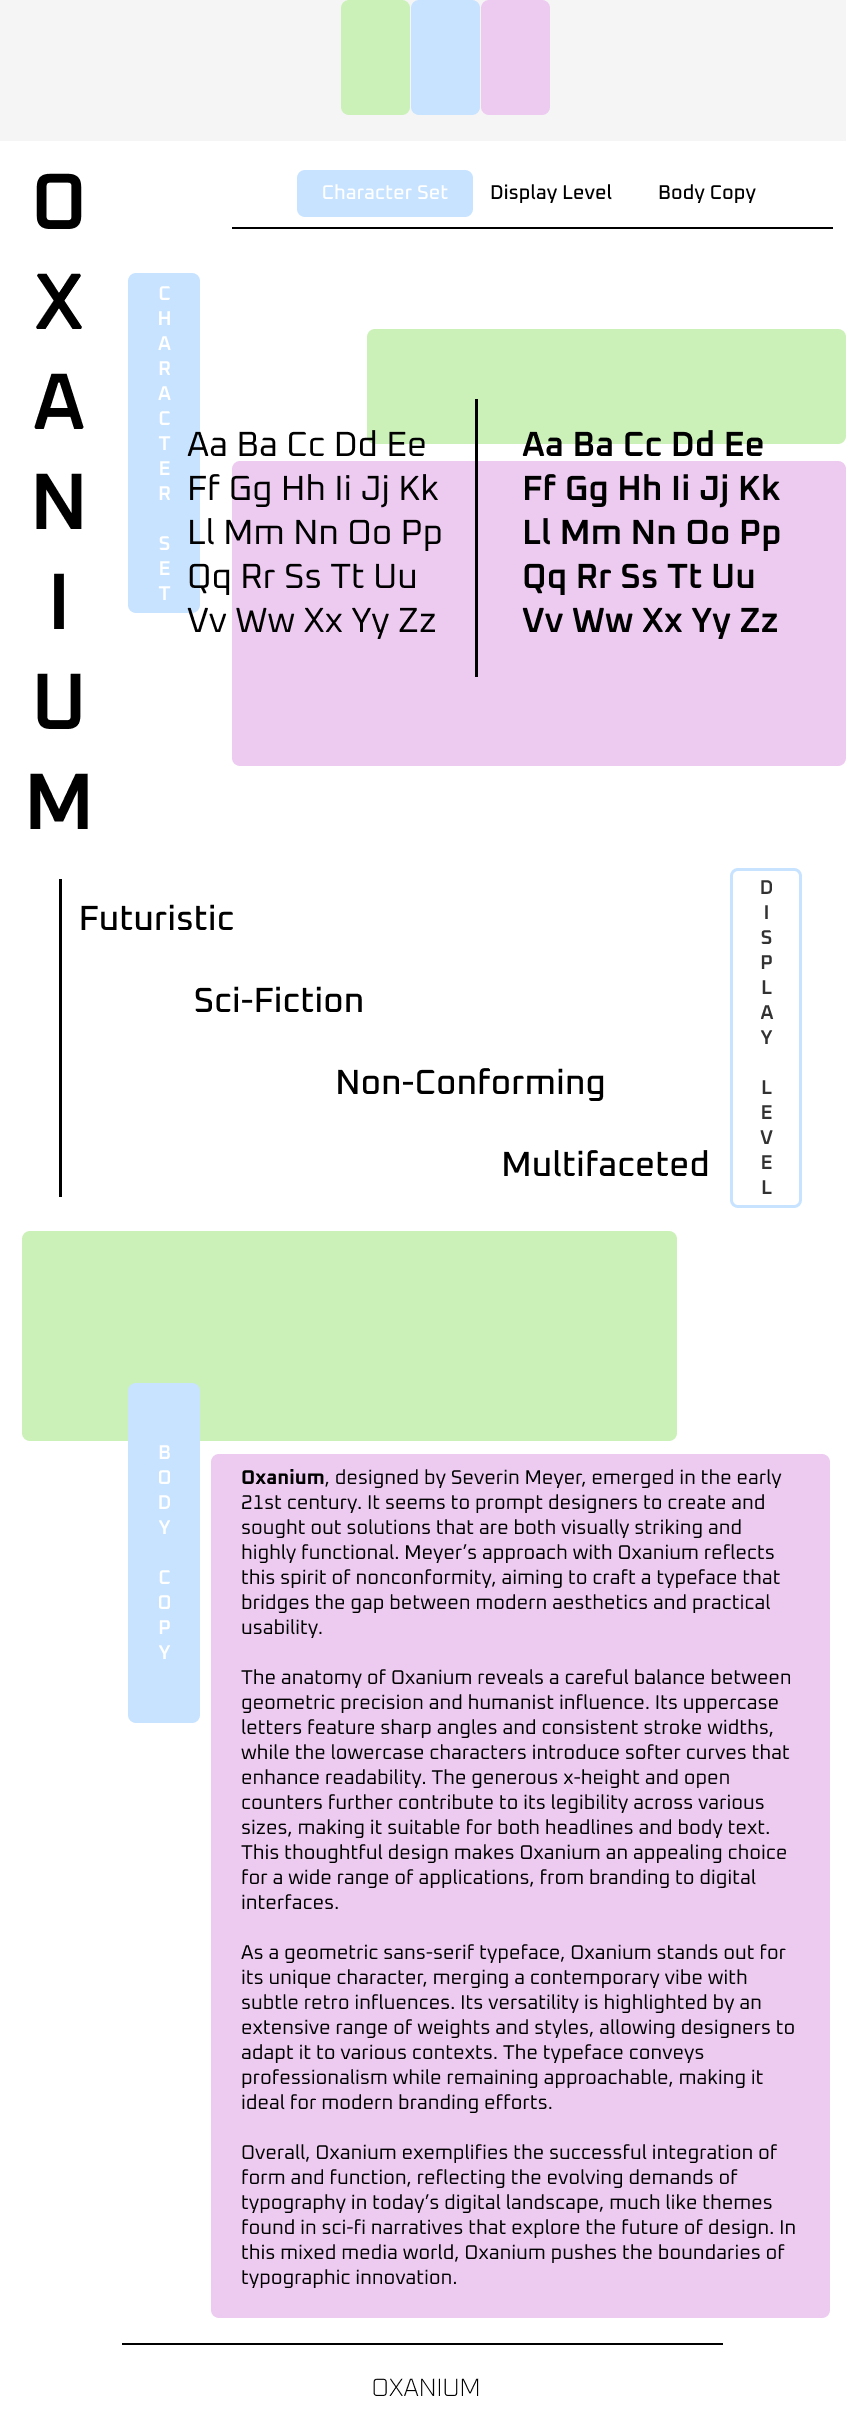 OXANIUM
Character Set
Display Level
Body Copy
CHARACTER SET
Aa Ba Cc Dd Ee
Ff Gg Hh Ii Jj Kk
Ll Mm Nn Oo Pp
Qq Rr Ss Tt Uu
Vv Ww Xx Yy Zz
Aa Ba Cc Dd Ee
Ff Gg Hh Ii Jj Kk
Ll Mm Nn Oo Pp
Qq Rr Ss Tt Uu
Vv Ww Xx Yy Zz
Futuristic
Sci-Fiction
Non-Conforming
Multifaceted
DISPLAY LEVEL
BODY COPY
Oxanium, designed by Severin Meyer, emerged in the early
21st century. It seems to prompt designers to create and
sought out solutions that are both visually striking and
highly functional. Meyer’s approach with Oxanium reflects
this spirit of nonconformity, aiming to craft a typeface that
bridges the gap between modern aesthetics and practical
usability.
The anatomy of Oxanium reveals a careful balance between
geometric precision and humanist influence. Its uppercase
letters feature sharp angles and consistent stroke widths,
while the lowercase characters introduce softer curves that
enhance readability. The generous x-height and open
counters further contribute to its legibility across various
sizes, making it suitable for both headlines and body text.
This thoughtful design makes Oxanium an appealing choice
for a wide range of applications, from branding to digital
interfaces.
As a geometric sans-serif typeface, Oxanium stands out for
its unique character, merging a contemporary vibe with
subtle retro influences. Its versatility is highlighted by an
extensive range of weights and styles, allowing designers to
adapt it to various contexts. The typeface conveys
professionalism while remaining approachable, making it
ideal for modern branding efforts.
Overall, Oxanium exemplifies the successful integration of
form and function, reflecting the evolving demands of
typography in today’s digital landscape, much like themes
found in sci-fi narratives that explore the future of design. In
this mixed media world, Oxanium pushes the boundaries of
typographic innovation.
OXANIUM